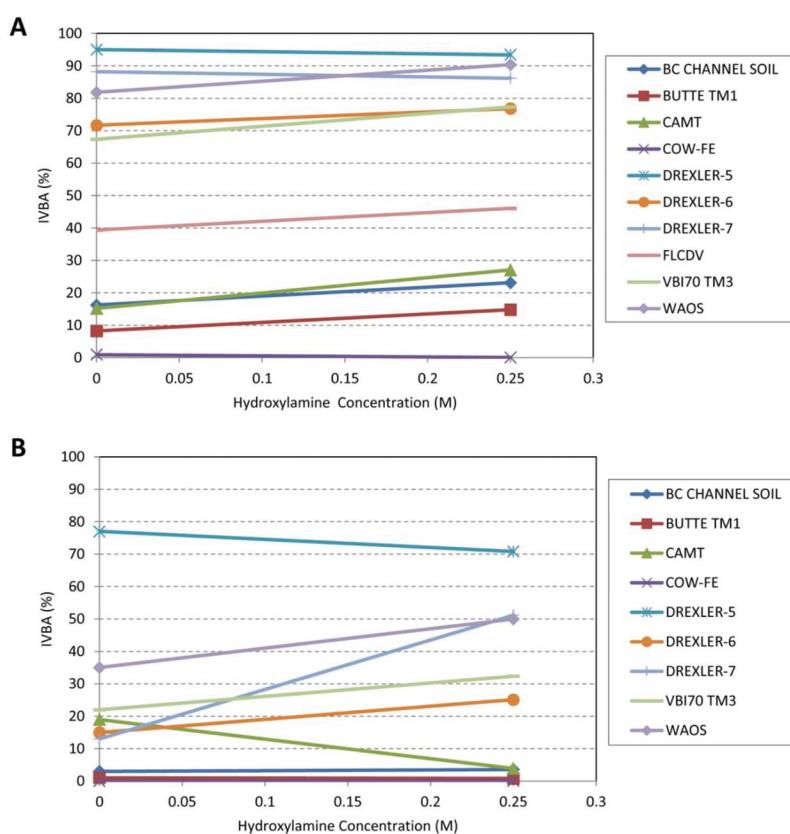 A
100
90
80
70
60
50
40
30
20
10
0
IVBA (%)
0 0.05 0.1 0.15 0.2 0.25 0.3
Hydroxylamine Concentration (M)
BC CHANNEL SOIL
BUTTE TM1
CAMT
COW-FE
DREXLER-5
DREXLER-6
DREXLER-7
FLCDV
VBI70 TM3
WAOS
B
100
90
80
70
60
50
40
30
20
10
0
IVBA (%)
0 0.05 0.1 0.15 0.2 0.25 0.3
Hydroxylamine Concentration (M)
BC CHANNEL SOIL
BUTTE TM1
CAMT
COW-FE
DREXLER-5
DREXLER-6
DREXLER-7
VBI70 TM3
WAOS